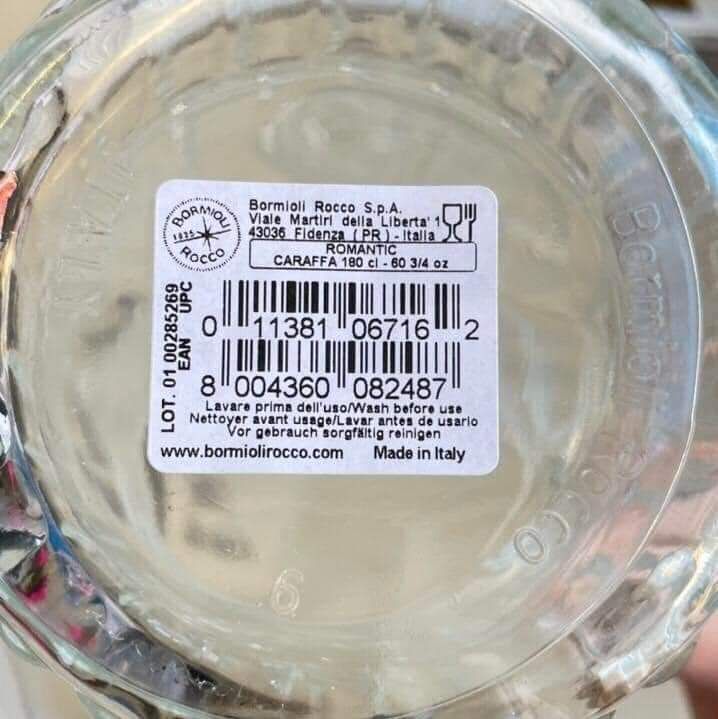 BORMIOLI
1825
ROCCO
Bormioli Rocco S.p.A.
Viale Martiri della Liberta' 1
43036 Fidenza (PR) - Italia
ROMANTIC
CARAFFA 180 cl - 60 3/4 oz
LOT. 01 00285269
EAN UPC
0 11381 06716 2
8 004360 082487
Lavare prima dell'uso/Wash before use
Nettoyer avant usage/Lavar antes de usarlo
Vor gebrauch sorgfältig reinigen
www.bormiolirocco.com Made in Italy
Bormioli Rocco
6